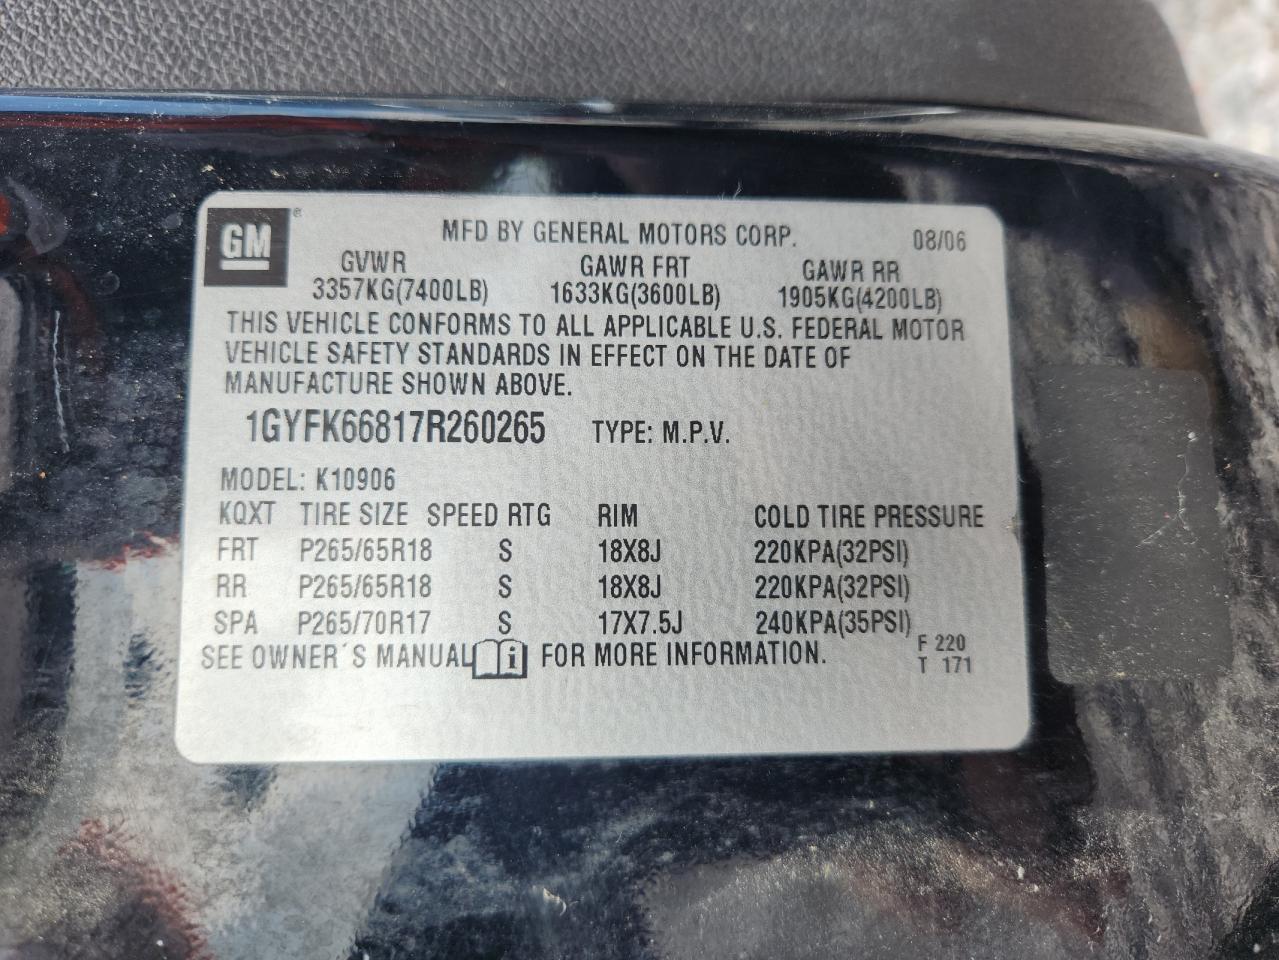 GM ®
MFD BY GENERAL MOTORS CORP. 08/06
GVWR GAWR FRT GAWR RR
3357KG(7400LB) 1633KG(3600LB) 1905KG(4200LB)
THIS VEHICLE CONFORMS TO ALL APPLICABLE U.S. FEDERAL MOTOR
VEHICLE SAFETY STANDARDS IN EFFECT ON THE DATE OF
MANUFACTURE SHOWN ABOVE.
1GYFK66817R260265 TYPE: M.P.V.
MODEL: K10906
KQXT TIRE SIZE SPEED RTG RIM COLD TIRE PRESSURE
FRT P265/65R18 S 18X8J 220KPA(32PSI)
RR P265/65R18 S 18X8J 220KPA(32PSI)
SPA P265/70R17 S 17X7.5J 240KPA(35PSI)
SEE OWNER´S MANUAL i FOR MORE INFORMATION.
F 220
T 171